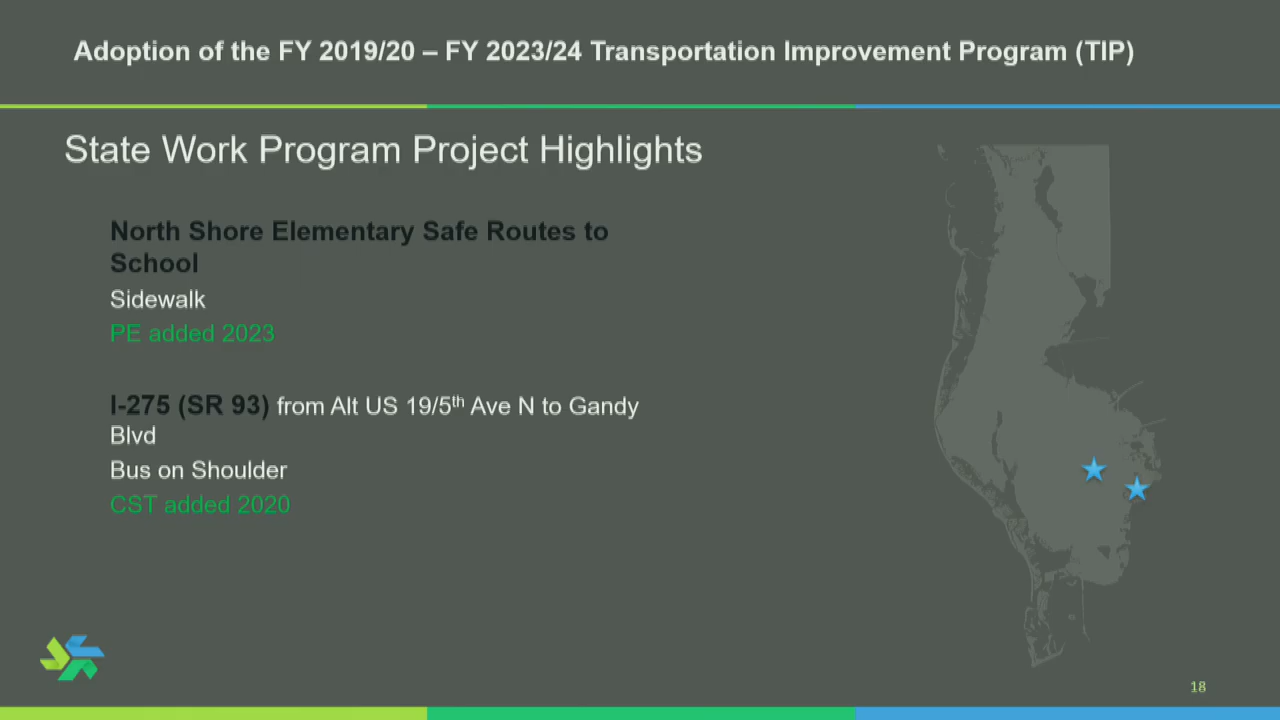 Adoption of the FY 2019/20 – FY 2023/24 Transportation Improvement Program (TIP)
State Work Program Project Highlights
North Shore Elementary Safe Routes to
School
Sidewalk
PE added 2023
I-275 (SR 93) from Alt US 19/5th Ave N to Gandy
Blvd
Bus on Shoulder
CST added 2020
18